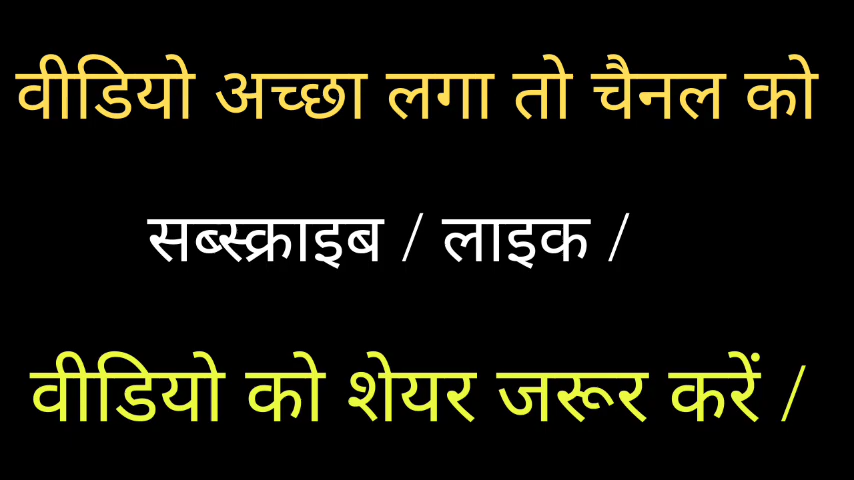 वीडियो अच्छा लगा तो चैनल को
सब्स्क्राइब / लाइक /
वीडियो को शेयर जरूर करें /